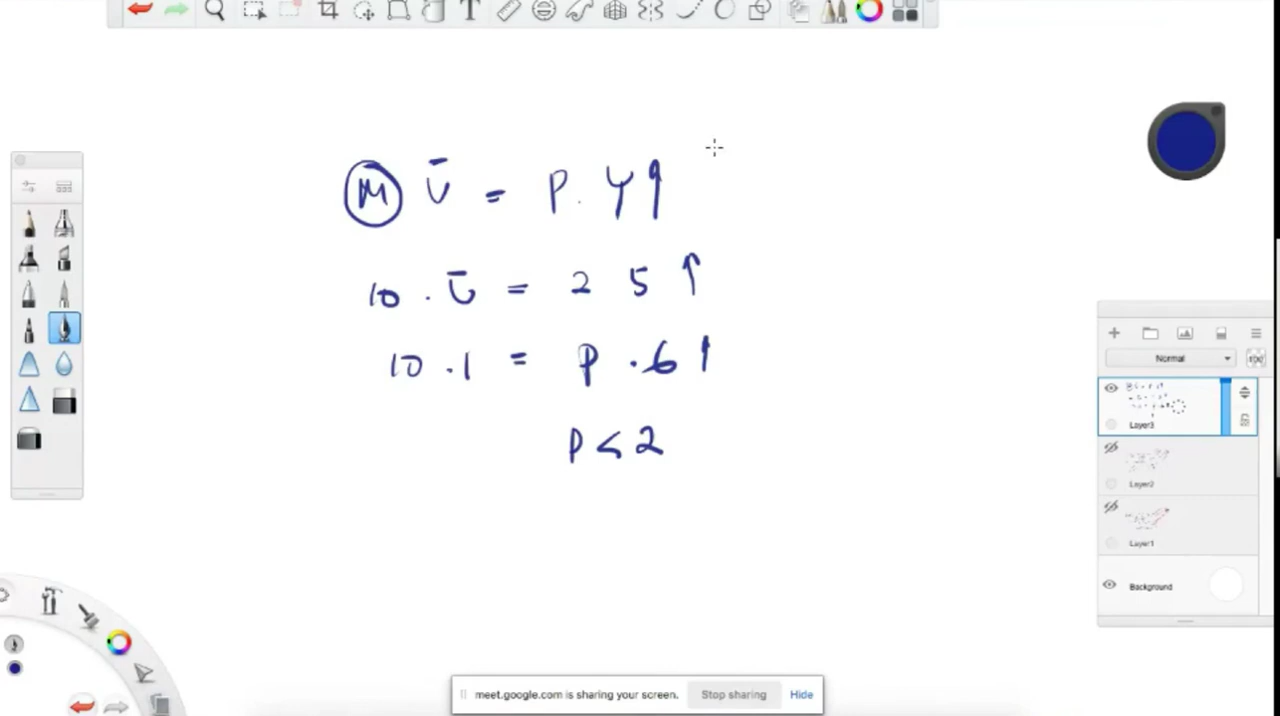 M V̄ = P. Y↑
10 . V̄ = 2 5 ↑
10 .1 = P .6 ↑
P < 2
Normal
Layer3
Layer2
Layer1
Background
meet.google.com is sharing your screen. Stop sharing Hide